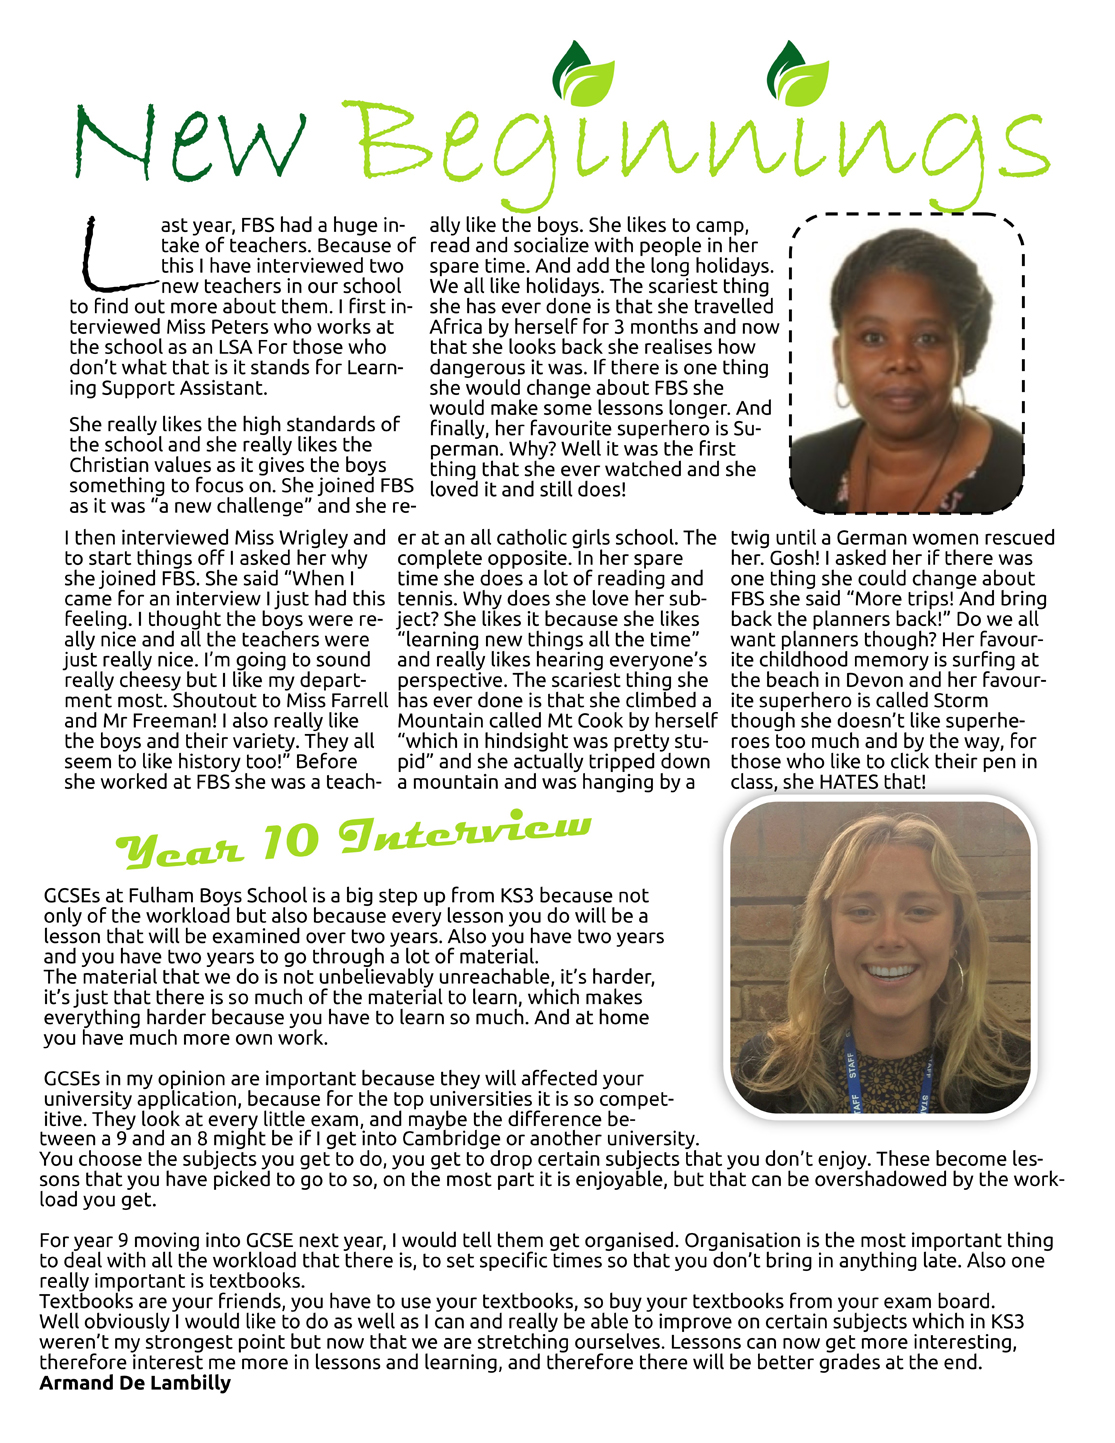 New Beginnings
Last year, FBS had a huge in-
take of teachers. Because of
this I have interviewed two
new teachers in our school
to find out more about them. I first in-
terviewed Miss Peters who works at
the school as an LSA For those who
don’t what that is it stands for Learn-
ing Support Assistant.
She really likes the high standards of
the school and she really likes the
Christian values as it gives the boys
something to focus on. She joined FBS
as it was “a new challenge” and she re-
ally like the boys. She likes to camp,
read and socialize with people in her
spare time. And add the long holidays.
We all like holidays. The scariest thing
she has ever done is that she travelled
Africa by herself for 3 months and now
that she looks back she realises how
dangerous it was. If there is one thing
she would change about FBS she
would make some lessons longer. And
finally, her favourite superhero is Su-
perman. Why? Well it was the first
thing that she ever watched and she
loved it and still does!
I then interviewed Miss Wrigley and
to start things off I asked her why
she joined FBS. She said “When I
came for an interview I just had this
feeling. I thought the boys were re-
ally nice and all the teachers were
just really nice. I’m going to sound
really cheesy but I like my depart-
ment most. Shoutout to Miss Farrell
and Mr Freeman! I also really like
the boys and their variety. They all
seem to like history too!” Before
she worked at FBS she was a teach-
er at an all catholic girls school. The
complete opposite. In her spare
time she does a lot of reading and
tennis. Why does she love her sub-
ject? She likes it because she likes
“learning new things all the time”
and really likes hearing everyone’s
perspective. The scariest thing she
has ever done is that she climbed a
Mountain called Mt Cook by herself
“which in hindsight was pretty stu-
pid” and she actually tripped down
a mountain and was hanging by a
twig until a German women rescued
her. Gosh! I asked her if there was
one thing she could change about
FBS she said “More trips! And bring
back the planners back!” Do we all
want planners though? Her favour-
ite childhood memory is surfing at
the beach in Devon and her favour-
ite superhero is called Storm
though she doesn’t like superhe-
roes too much and by the way, for
those who like to click their pen in
class, she HATES that!
Year 10 Interview
GCSEs at Fulham Boys School is a big step up from KS3 because not
only of the workload but also because every lesson you do will be a
lesson that will be examined over two years. Also you have two years
and you have two years to go through a lot of material.
The material that we do is not unbelievably unreachable, it’s harder,
it’s just that there is so much of the material to learn, which makes
everything harder because you have to learn so much. And at home
you have much more own work.
GCSEs in my opinion are important because they will affected your
university application, because for the top universities it is so compet-
itive. They look at every little exam, and maybe the difference be-
tween a 9 and an 8 might be if I get into Cambridge or another university.
You choose the subjects you get to do, you get to drop certain subjects that you don’t enjoy. These become les-
sons that you have picked to go to so, on the most part it is enjoyable, but that can be overshadowed by the work-
load you get.
For year 9 moving into GCSE next year, I would tell them get organised. Organisation is the most important thing
to deal with all the workload that there is, to set specific times so that you don’t bring in anything late. Also one
really important is textbooks.
Textbooks are your friends, you have to use your textbooks, so buy your textbooks from your exam board.
Well obviously I would like to do as well as I can and really be able to improve on certain subjects which in KS3
weren’t my strongest point but now that we are stretching ourselves. Lessons can now get more interesting,
therefore interest me more in lessons and learning, and therefore there will be better grades at the end.
Armand De Lambilly
STAFF
STAFF
TAFF